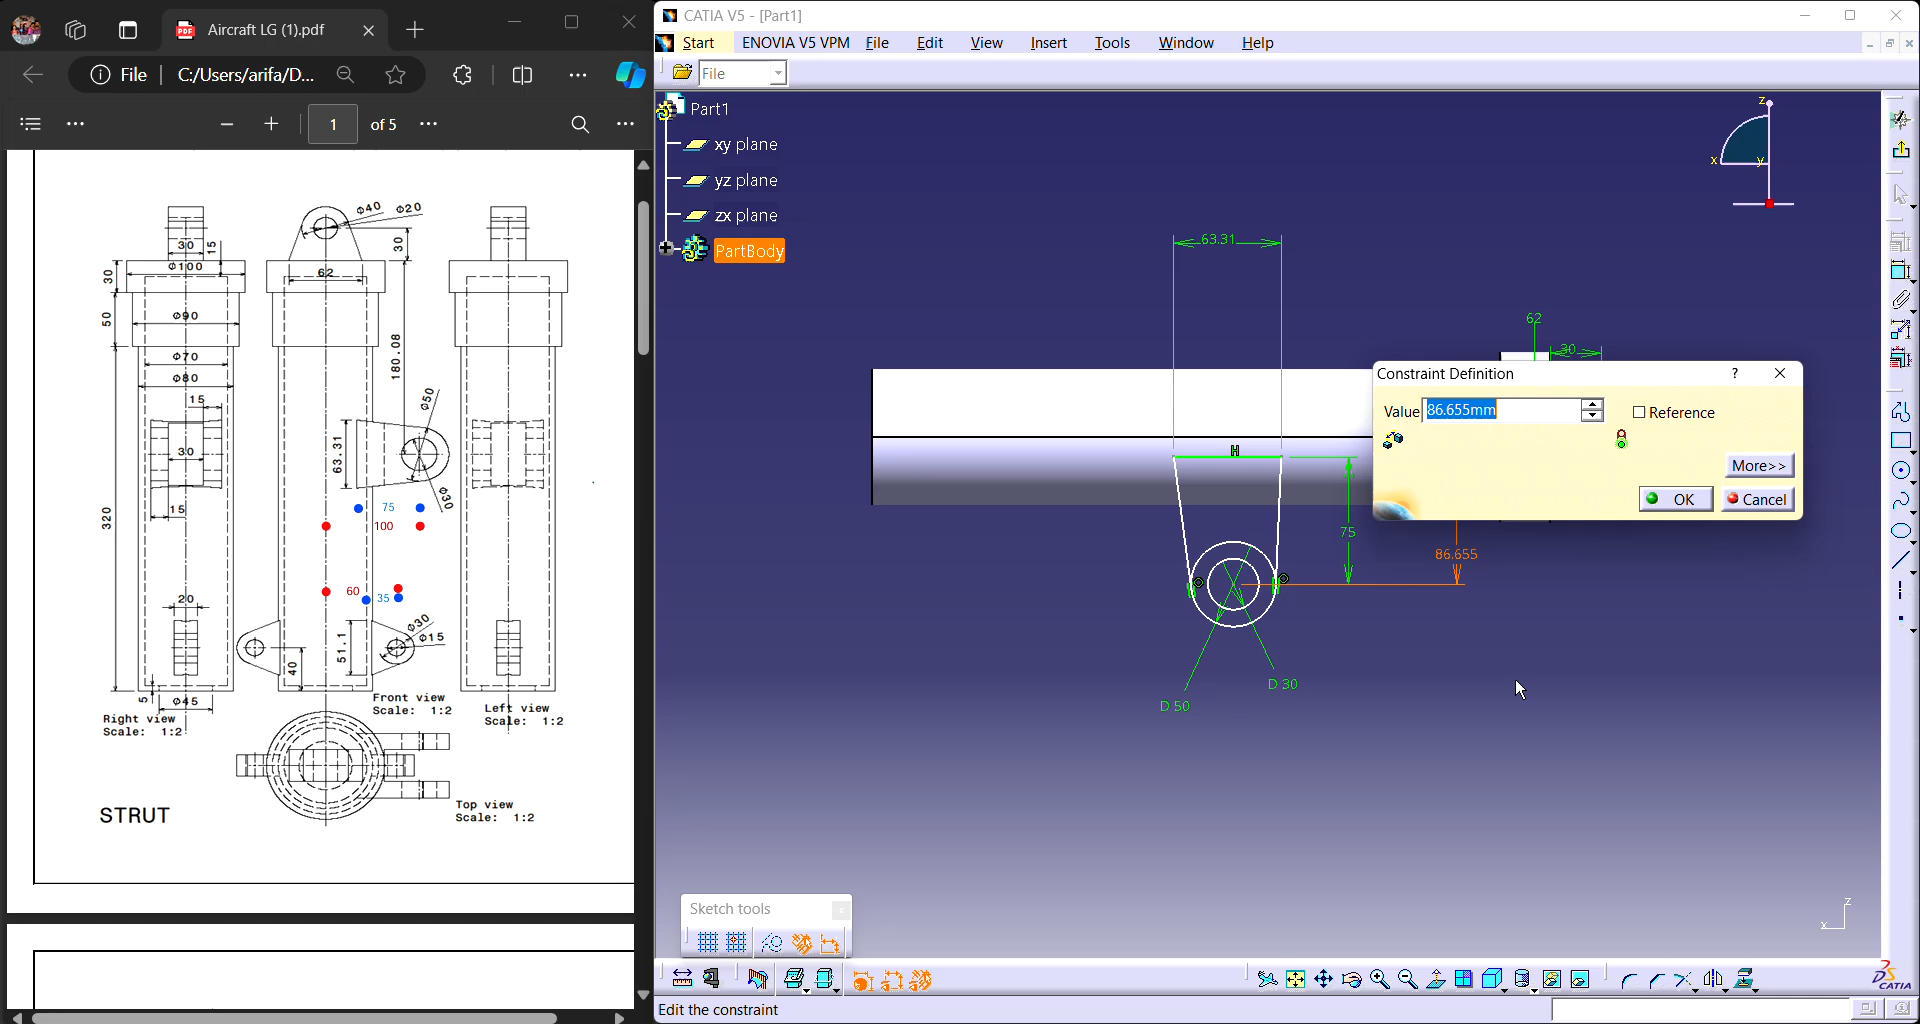 Aircraft LG (1).pdf
File
C:/Users/arifa/D...
1
of 5
Φ40
Φ20
30
15
30
Φ100
30
62
50
Φ90
180.08
Φ70
Φ80
15
Φ50
63.31
30
Φ30
75
100
15
320
60
35
20
Φ30
Φ15
51.1
40
5
Φ45
Right view
Scale: 1:2
Front view
Scale: 1:2
Left view
Scale: 1:2
Top view
Scale: 1:2
STRUT
CATIA V5 - [Part1]
Start
ENOVIA V5 VPM
File
Edit
View
Insert
Tools
Window
Help
File
Part1
xy plane
yz plane
zx plane
PartBody
z
x
y
63.31
62
30
H
75
86.655
D 50
D 30
Constraint Definition
?
Value
86.655mm
Reference
More>>
OK
Cancel
Sketch tools
z
x
DS
CATIA
Edit the constraint